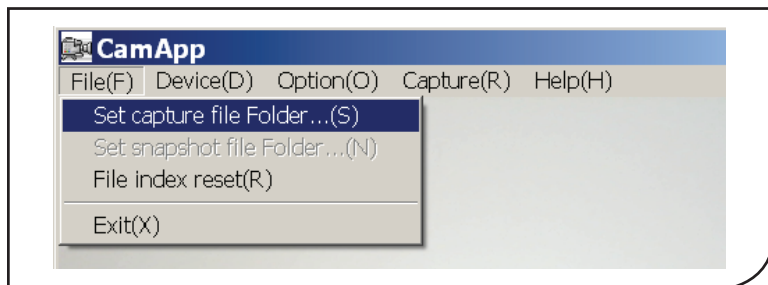 CamApp
File(F) Device(D) Option(O) Capture(R) Help(H)
Set capture file Folder...(S)
Set snapshot file Folder...(N)
File index reset(R)
Exit(X)